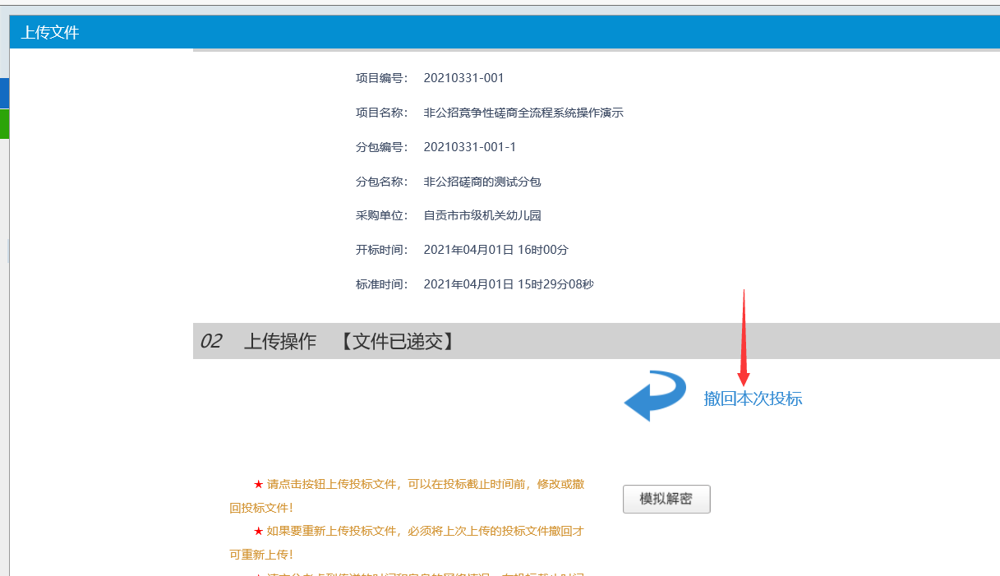 上传文件
项目编号： 20210331-001
项目名称： 非公招竞争性磋商全流程系统操作演示
分包编号： 20210331-001-1
分包名称： 非公招磋商的测试分包
采购单位： 自贡市市级机关幼儿园
开标时间： 2021年04月01日 16时00分
标准时间： 2021年04月01日 15时29分08秒
02 上传操作 【文件已递交】
撤回本次投标
★ 请点击按钮上传投标文件，可以在投标截止时间前，修改或撤
回投标文件！
模拟解密
★ 如果要重新上传投标文件，必须将上次上传的投标文件撤回才
可重新上传！